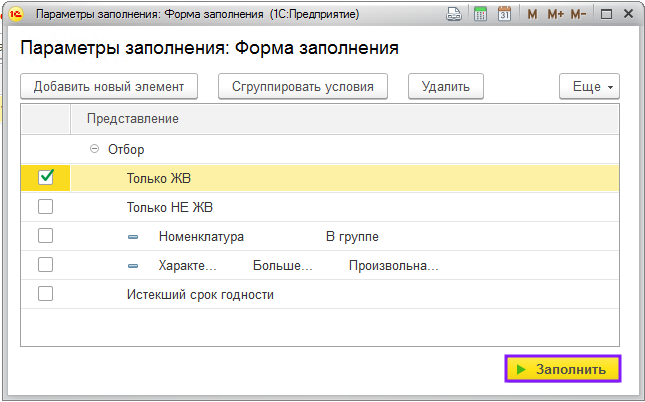 Параметры заполнения: Форма заполнения (1С:Предприятие)
31 M M+ M-
Параметры заполнения: Форма заполнения
Добавить новый элемент Сгруппировать условия Удалить Еще
Представление
Отбор
Только ЖВ
Только НЕ ЖВ
Номенклатура В группе
Характе... Больше... Произвольна...
Истекший срок годности
Заполнить